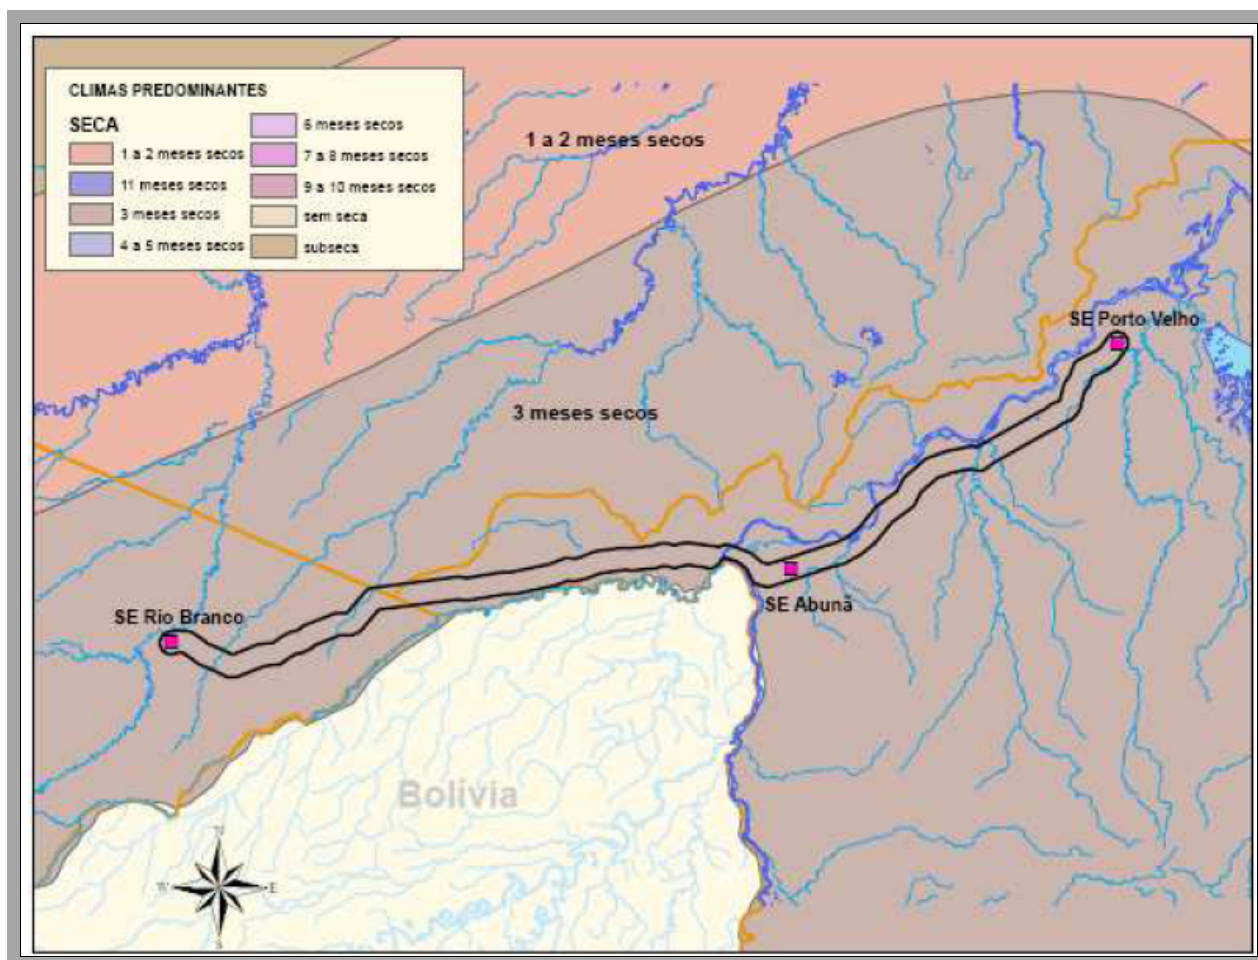 CLIMAS PREDOMINANTES
SECA
1 a 2 meses secos
11 meses secos
3 meses secos
4 a 5 meses secos
6 meses secos
7 a 8 meses secos
9 a 10 meses secos
sem seca
subseca
1 a 2 meses secos
SE Porto Velho
3 meses secos
SE Abunã
SE Rio Branco
Bolívia
N
W
E
S